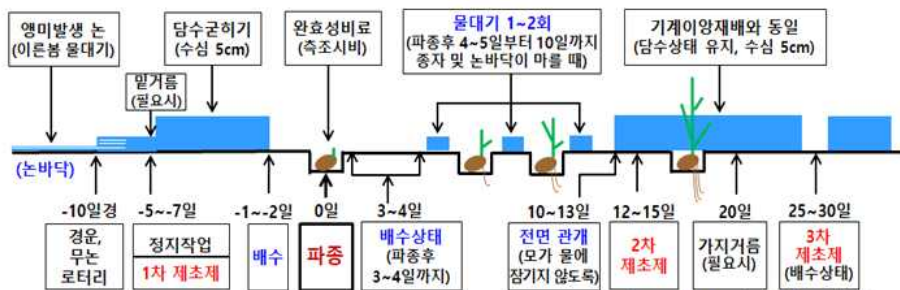 앵미발생 논
(이른봄 물대기)
담수굳히기
(수심 5cm)
완효성비료
(측조시비)
물대기 1~2회
(파종후 4~5일부터 10일까지
종자 및 논바닥이 마를 때)
기계이앙재배와 동일
(담수상태 유지, 수심 5cm)
밑거름
(필요시)
(논바닥)
-10일경
-5~-7일
-1~-2일
0일
3~4일
10~13일
12~15일
20일
25~30일
경운,
무논
로터리
정지작업
1차 제초제
배수
파종
배수상태
(파종후
3~4일까지)
전면 관개
(모가 물에
잠기지 않도록)
2차
제초제
가지거름
(필요시)
3차
제초제
(배수상태)